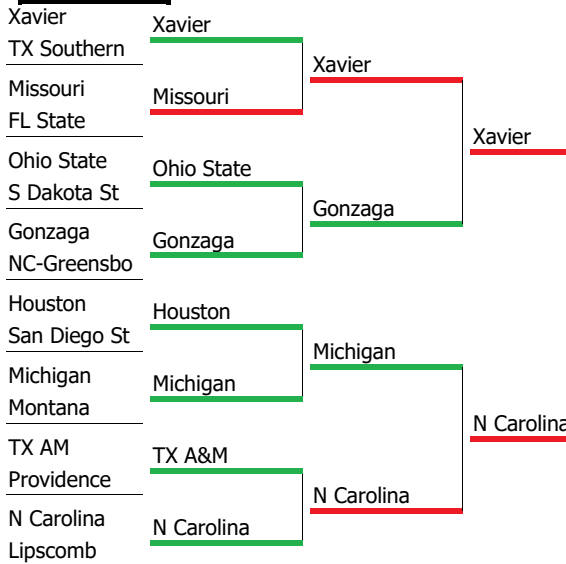 Xavier
TX Southern
Missouri
FL State
Ohio State
S Dakota St
Gonzaga
NC-Greensbo
Houston
San Diego St
Michigan
Montana
TX AM
Providence
N Carolina
Lipscomb
Xavier
Missouri
Ohio State
Gonzaga
Houston
Michigan
TX A&M
N Carolina
Xavier
Gonzaga
Michigan
N Carolina
Xavier
N Carolina